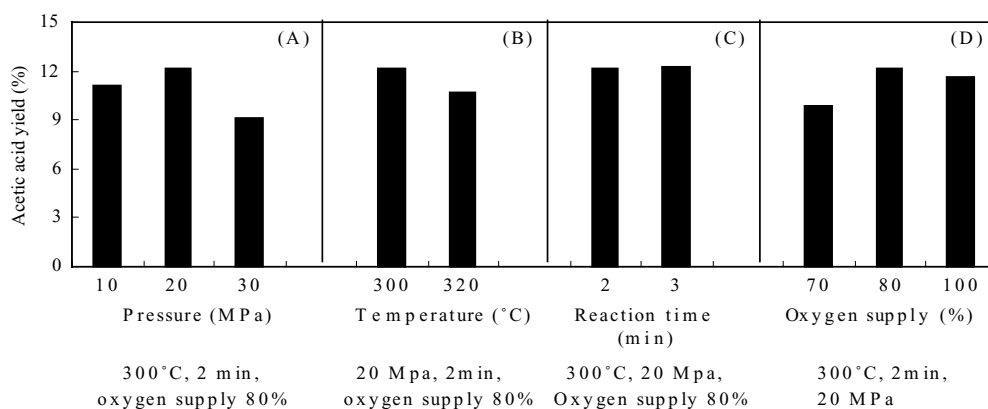 15
12
9
6
3
0
Acetic acid yield (%)
(A)
(B)
(C)
(D)
10 20 30
300 320
2 3
70 80 100
Pressure (MPa)
Temperature (°C)
Reaction time
(min)
Oxygen supply (%)
300°C, 2 min,
oxygen supply 80%
20 Mpa, 2min,
oxygen supply 80%
300°C, 20 Mpa,
Oxygen supply 80%
300°C, 2min,
20 MPa